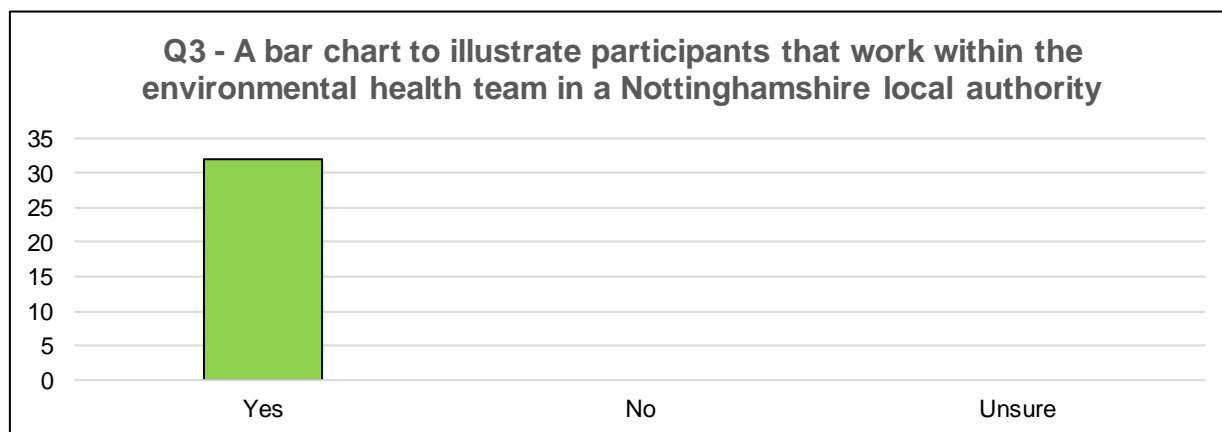 Q3 - A bar chart to illustrate participants that work within the
environmental health team in a Nottinghamshire local authority
35
30
25
20
15
10
5
0
Yes No Unsure